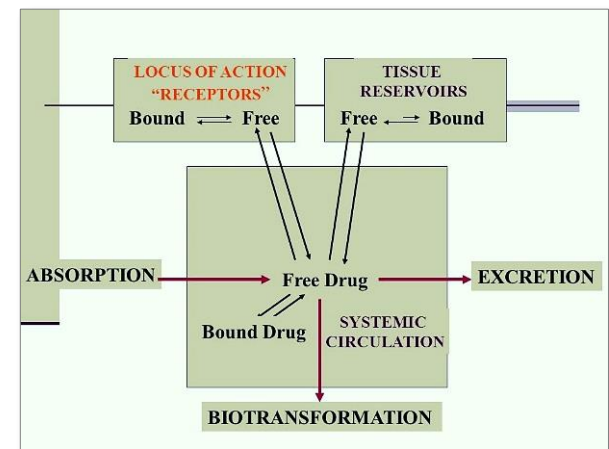 LOCUS OF ACTION
“RECEPTORS”
Bound Free
TISSUE
RESERVOIRS
Free Bound
ABSORPTION
Free Drug
EXCRETION
Bound Drug
SYSTEMIC
CIRCULATION
BIOTRANSFORMATION